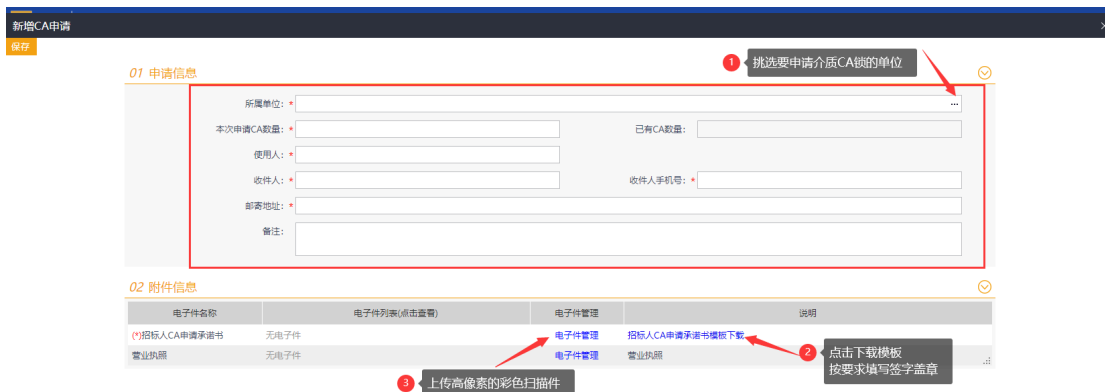 新增CA申请
保存
01 申请信息
1 挑选要申请介质CA锁的单位
所属单位: *
...
本次申请CA数量: *
已有CA数量:
使用人: *
收件人: *
收件人手机号: *
邮寄地址: *
备注:
02 附件信息
电子件名称 电子件列表(点击查看) 电子件管理 说明
(*)招标人CA申请承诺书 无电子件 电子件管理 招标人CA申请承诺书模板下载
营业执照 无电子件 电子件管理 营业执照
2 点击下载模板
按要求填写签字盖章
3 上传高像素的彩色扫描件